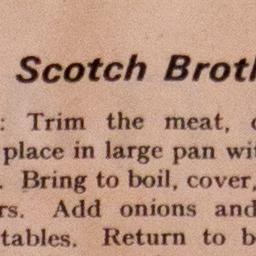 Scotch Brot
: Trim the meat,
place in large pan wi
. Bring to boil, cover,
rs. Add onions and
tables. Return to b